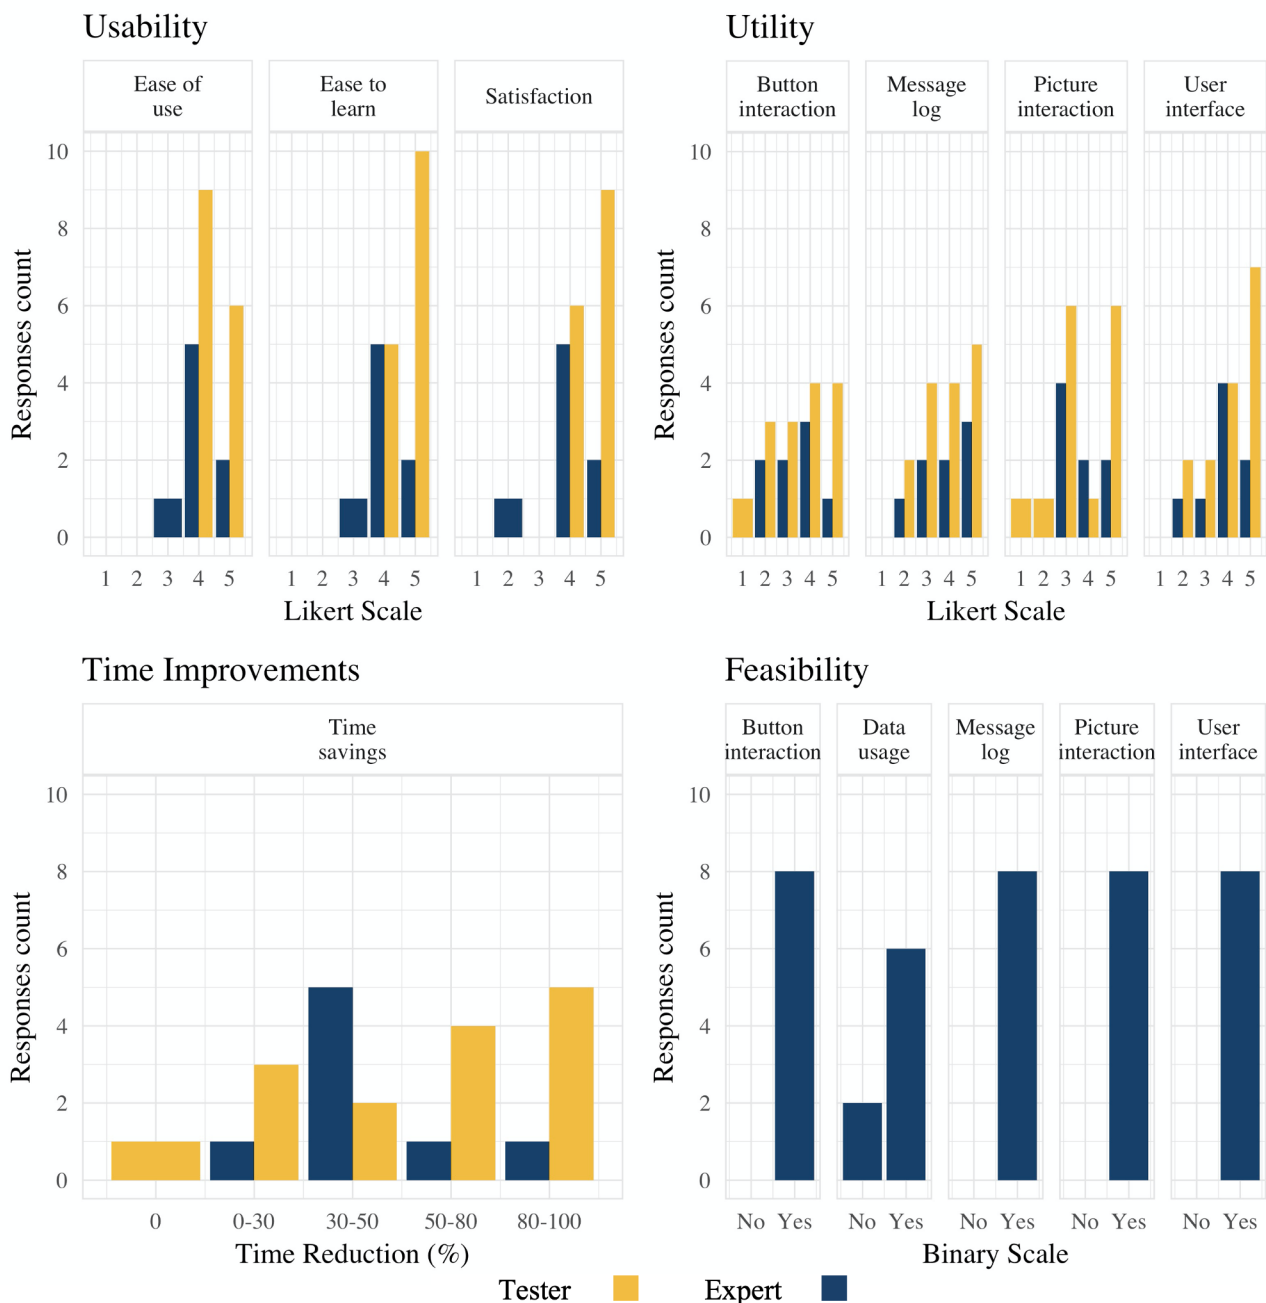 Usability
Ease of
use
Ease to
learn
Satisfaction
10
8
6
4
2
0
Responses count
1 2 3 4 5
1 2 3 4 5
1 2 3 4 5
Likert Scale
Utility
Button
interaction
Message
log
Picture
interaction
User
interface
10
8
6
4
2
0
Responses count
1 2 3 4 5
1 2 3 4 5
1 2 3 4 5
1 2 3 4 5
Likert Scale
Time Improvements
Time
savings
10
8
6
4
2
0
Responses count
0 0-30 30-50 50-80 80-100
Time Reduction (%)
Feasibility
Button
interaction
Data
usage
Message
log
Picture
interaction
User
interface
10
8
6
4
2
0
Responses count
No Yes
No Yes
No Yes
No Yes
No Yes
Binary Scale
Tester Expert